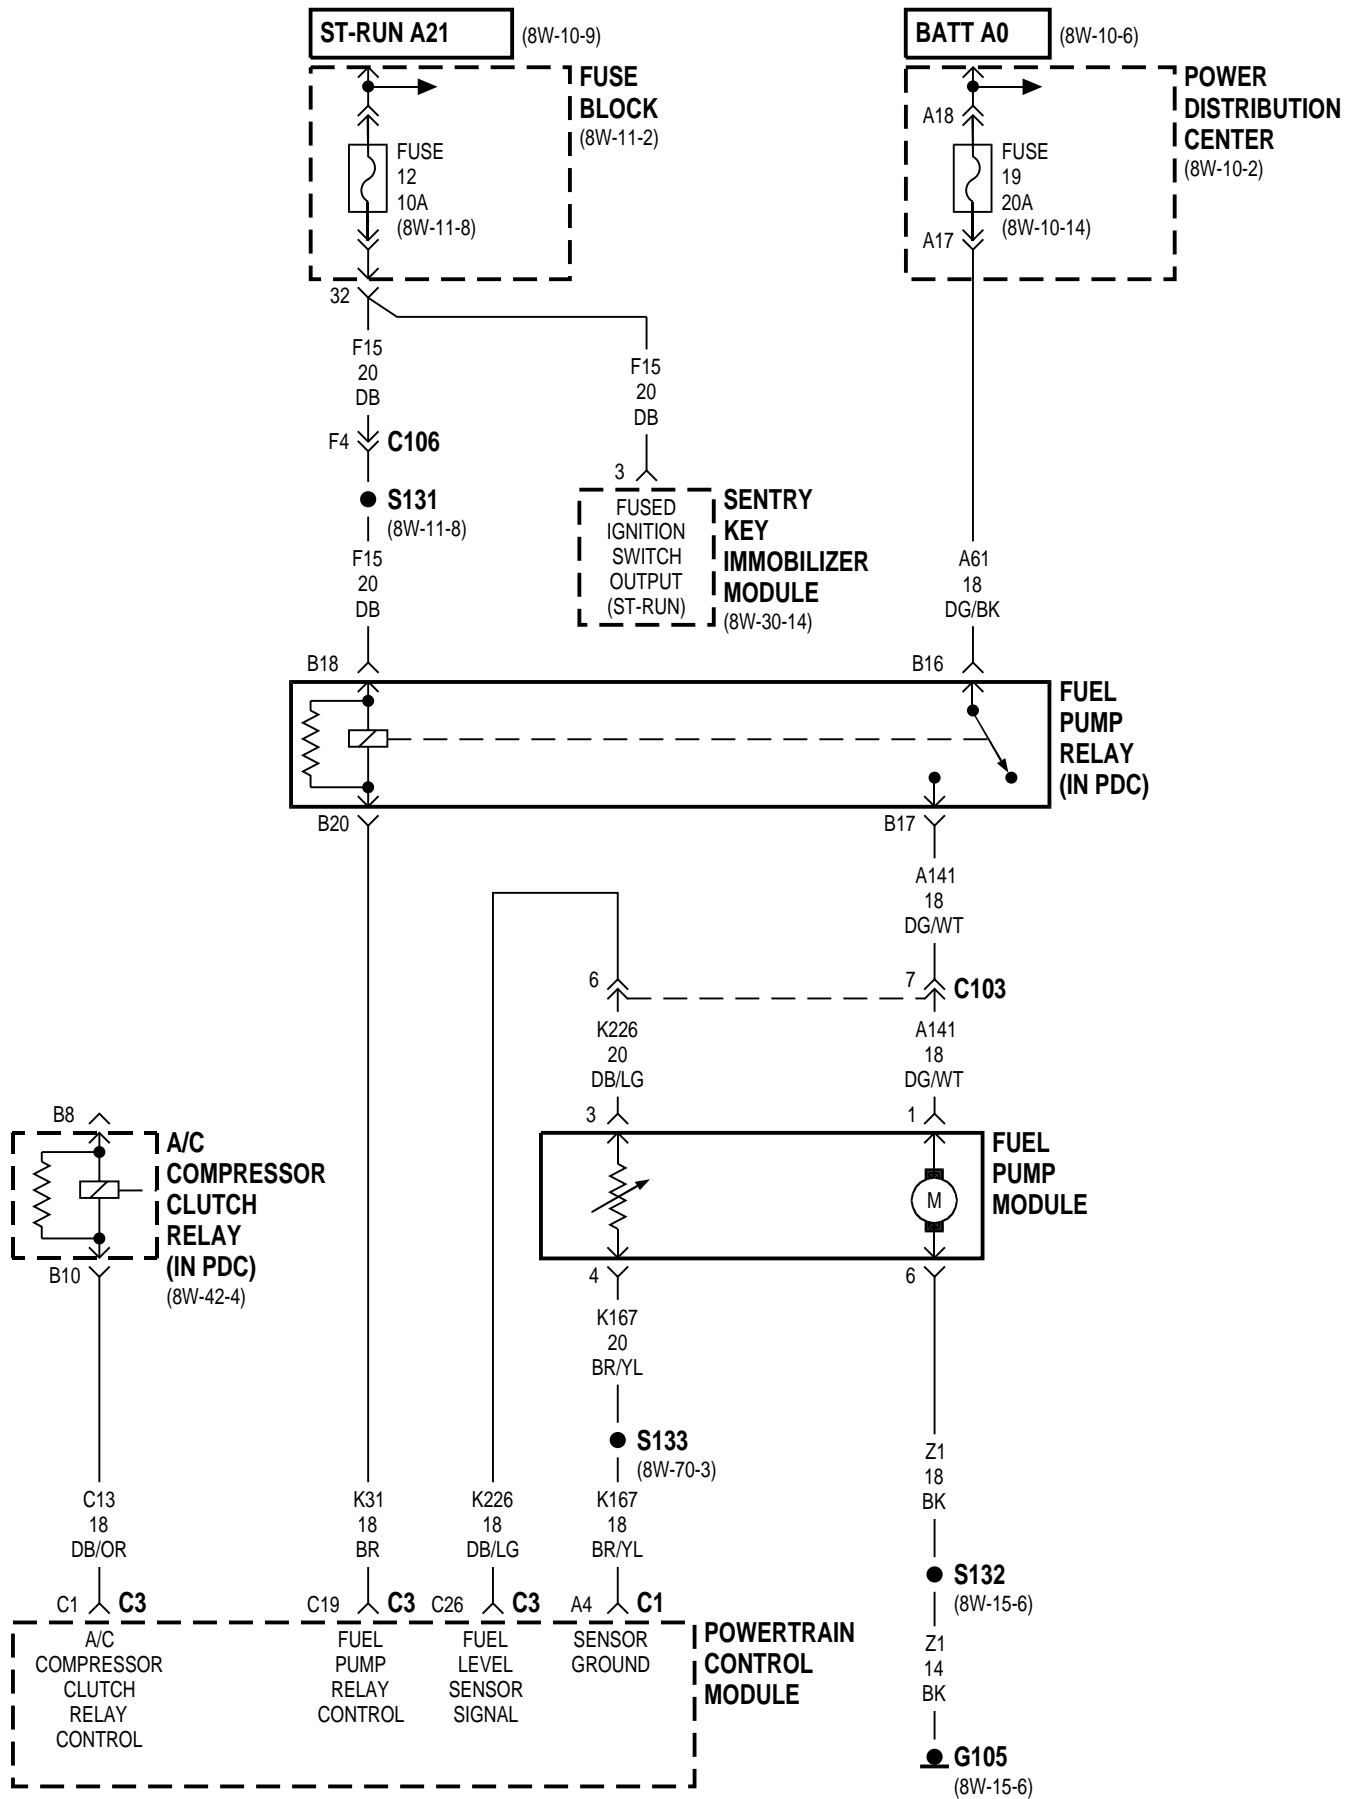 ST-RUN A21 (8W-10-9)
BATT A0 (8W-10-6)
FUSE
BLOCK
(8W-11-2)
FUSE
12
10A
(8W-11-8)
POWER
DISTRIBUTION
CENTER
(8W-10-2)
A18
FUSE
19
20A
(8W-10-14)
A17
32
F15
20
DB
F15
20
DB
F4 C106
S131
(8W-11-8)
3
FUSED
IGNITION
SWITCH
OUTPUT
(ST-RUN)
SENTRY
KEY
IMMOBILIZER
MODULE
(8W-30-14)
F15
20
DB
A61
18
DG/BK
B18
B16
FUEL
PUMP
RELAY
(IN PDC)
B20
B17
A141
18
DG/WT
6
7 C103
K226
20
DB/LG
A141
18
DG/WT
3
1
FUEL
PUMP
MODULE
M
4
6
B8
A/C
COMPRESSOR
CLUTCH
RELAY
(IN PDC)
(8W-42-4)
B10
K167
20
BR/YL
S133
(8W-70-3)
Z1
18
BK
C13
18
DB/OR
K31
18
BR
K226
18
DB/LG
K167
18
BR/YL
S132
(8W-15-6)
C1 C3
C19 C3
C26 C3
A4 C1
A/C
COMPRESSOR
CLUTCH
RELAY
CONTROL
FUEL
PUMP
RELAY
CONTROL
FUEL
LEVEL
SENSOR
SIGNAL
SENSOR
GROUND
POWERTRAIN
CONTROL
MODULE
Z1
14
BK
G105
(8W-15-6)